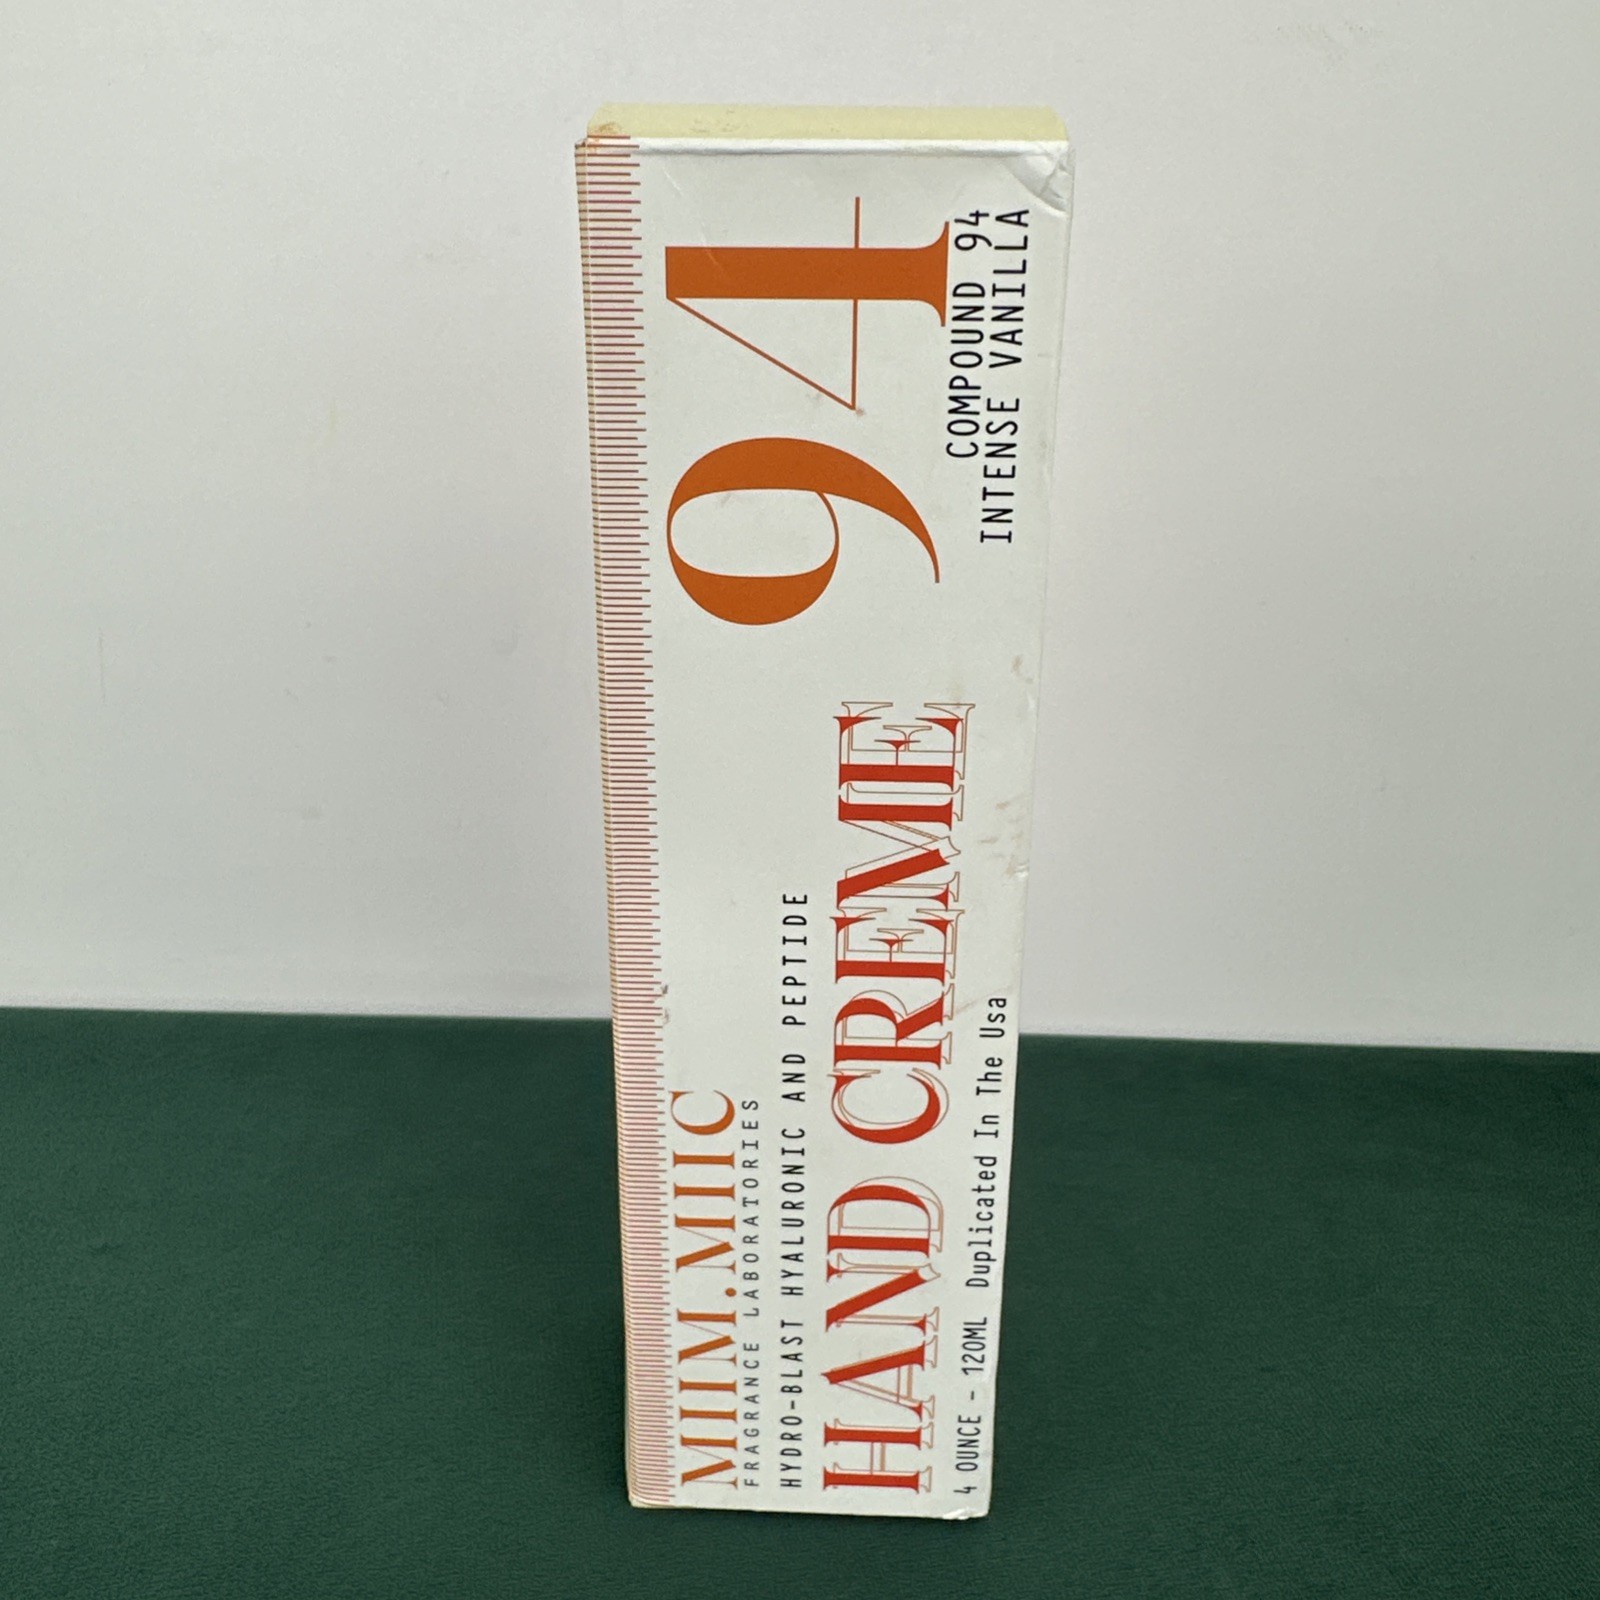 MIIM.MIIC
FRAGRANCE LABORATORIES
HYDRO-BLAST HYALURONIC AND PEPTIDE
HAND CREME
4 OUNCE - 120ML Duplicated In The Usa
94
COMPOUND 94
INTENSE VANILLA